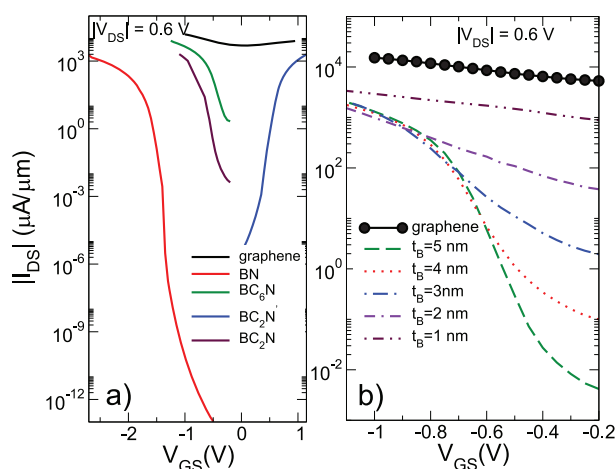 |V_DS| = 0.6 V
10^3
10^0
10^-3
10^-6
10^-9
10^-12
|I_DS| (μA/μm)
graphene
BN
BC_6N
BC_2N'
BC_2N
a)
-2
-1
0
1
V_GS(V)
|V_DS| = 0.6 V
10^4
10^2
10^0
10^-2
graphene
t_B=5 nm
t_B=4 nm
t_B=3nm
t_B=2 nm
t_B=1 nm
b)
-1
-0.8
-0.6
-0.4
-0.2
V_GS(V)